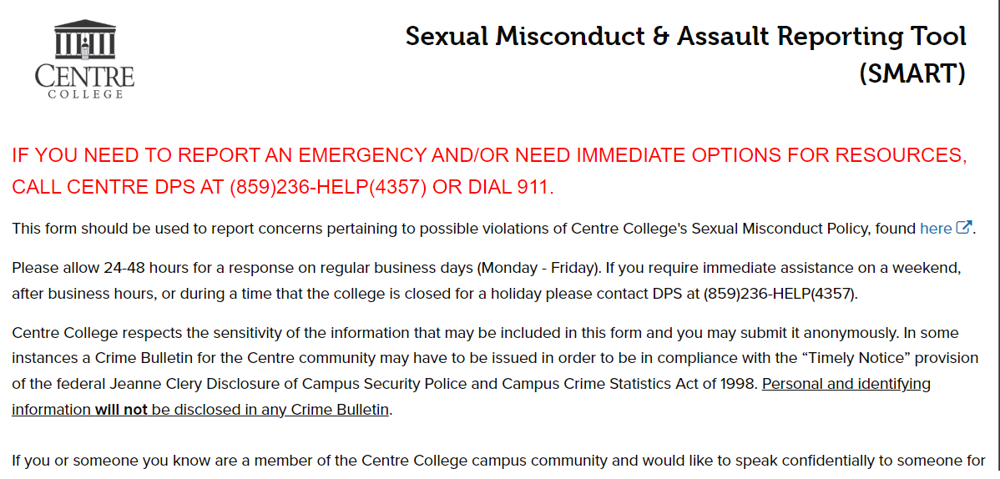 CENTRE
COLLEGE
Sexual Misconduct & Assault Reporting Tool
(SMART)
IF YOU NEED TO REPORT AN EMERGENCY AND/OR NEED IMMEDIATE OPTIONS FOR RESOURCES,
CALL CENTRE DPS AT (859)236-HELP(4357) OR DIAL 911.
This form should be used to report concerns pertaining to possible violations of Centre College's Sexual Misconduct Policy, found here.
Please allow 24-48 hours for a response on regular business days (Monday - Friday). If you require immediate assistance on a weekend,
after business hours, or during a time that the college is closed for a holiday please contact DPS at (859)236-HELP(4357).
Centre College respects the sensitivity of the information that may be included in this form and you may submit it anonymously. In some
instances a Crime Bulletin for the Centre community may have to be issued in order to be in compliance with the “Timely Notice” provision
of the federal Jeanne Clery Disclosure of Campus Security Police and Campus Crime Statistics Act of 1998. Personal and identifying
information will not be disclosed in any Crime Bulletin.
If you or someone you know are a member of the Centre College campus community and would like to speak confidentially to someone for